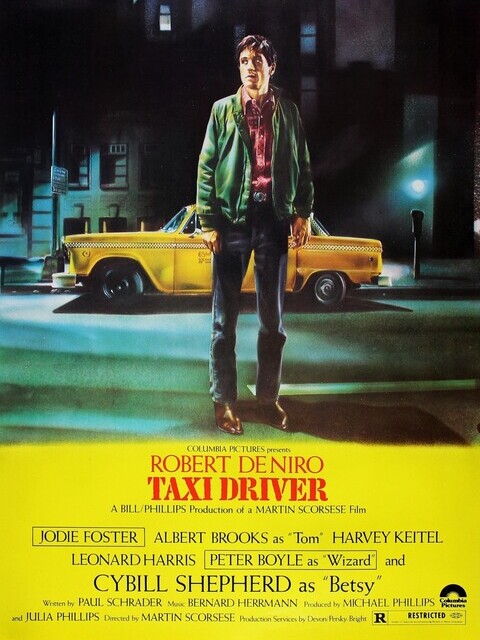 COLUMBIA PICTURES presents
ROBERT DE NIRO
TAXI DRIVER
A BILL/PHILLIPS Production of a MARTIN SCORSESE Film
JODIE FOSTER ALBERT BROOKS as "Tom" HARVEY KEITEL
LEONARD HARRIS PETER BOYLE as "Wizard" and
CYBILL SHEPHERD as "Betsy"
Written by PAUL SCHRADER Music BERNARD HERRMANN Produced by MICHAEL PHILLIPS
and JULIA PHILLIPS Directed by MARTIN SCORSESE Production Services by Devon/Persky Bright
R RESTRICTED
Columbia
Pictures